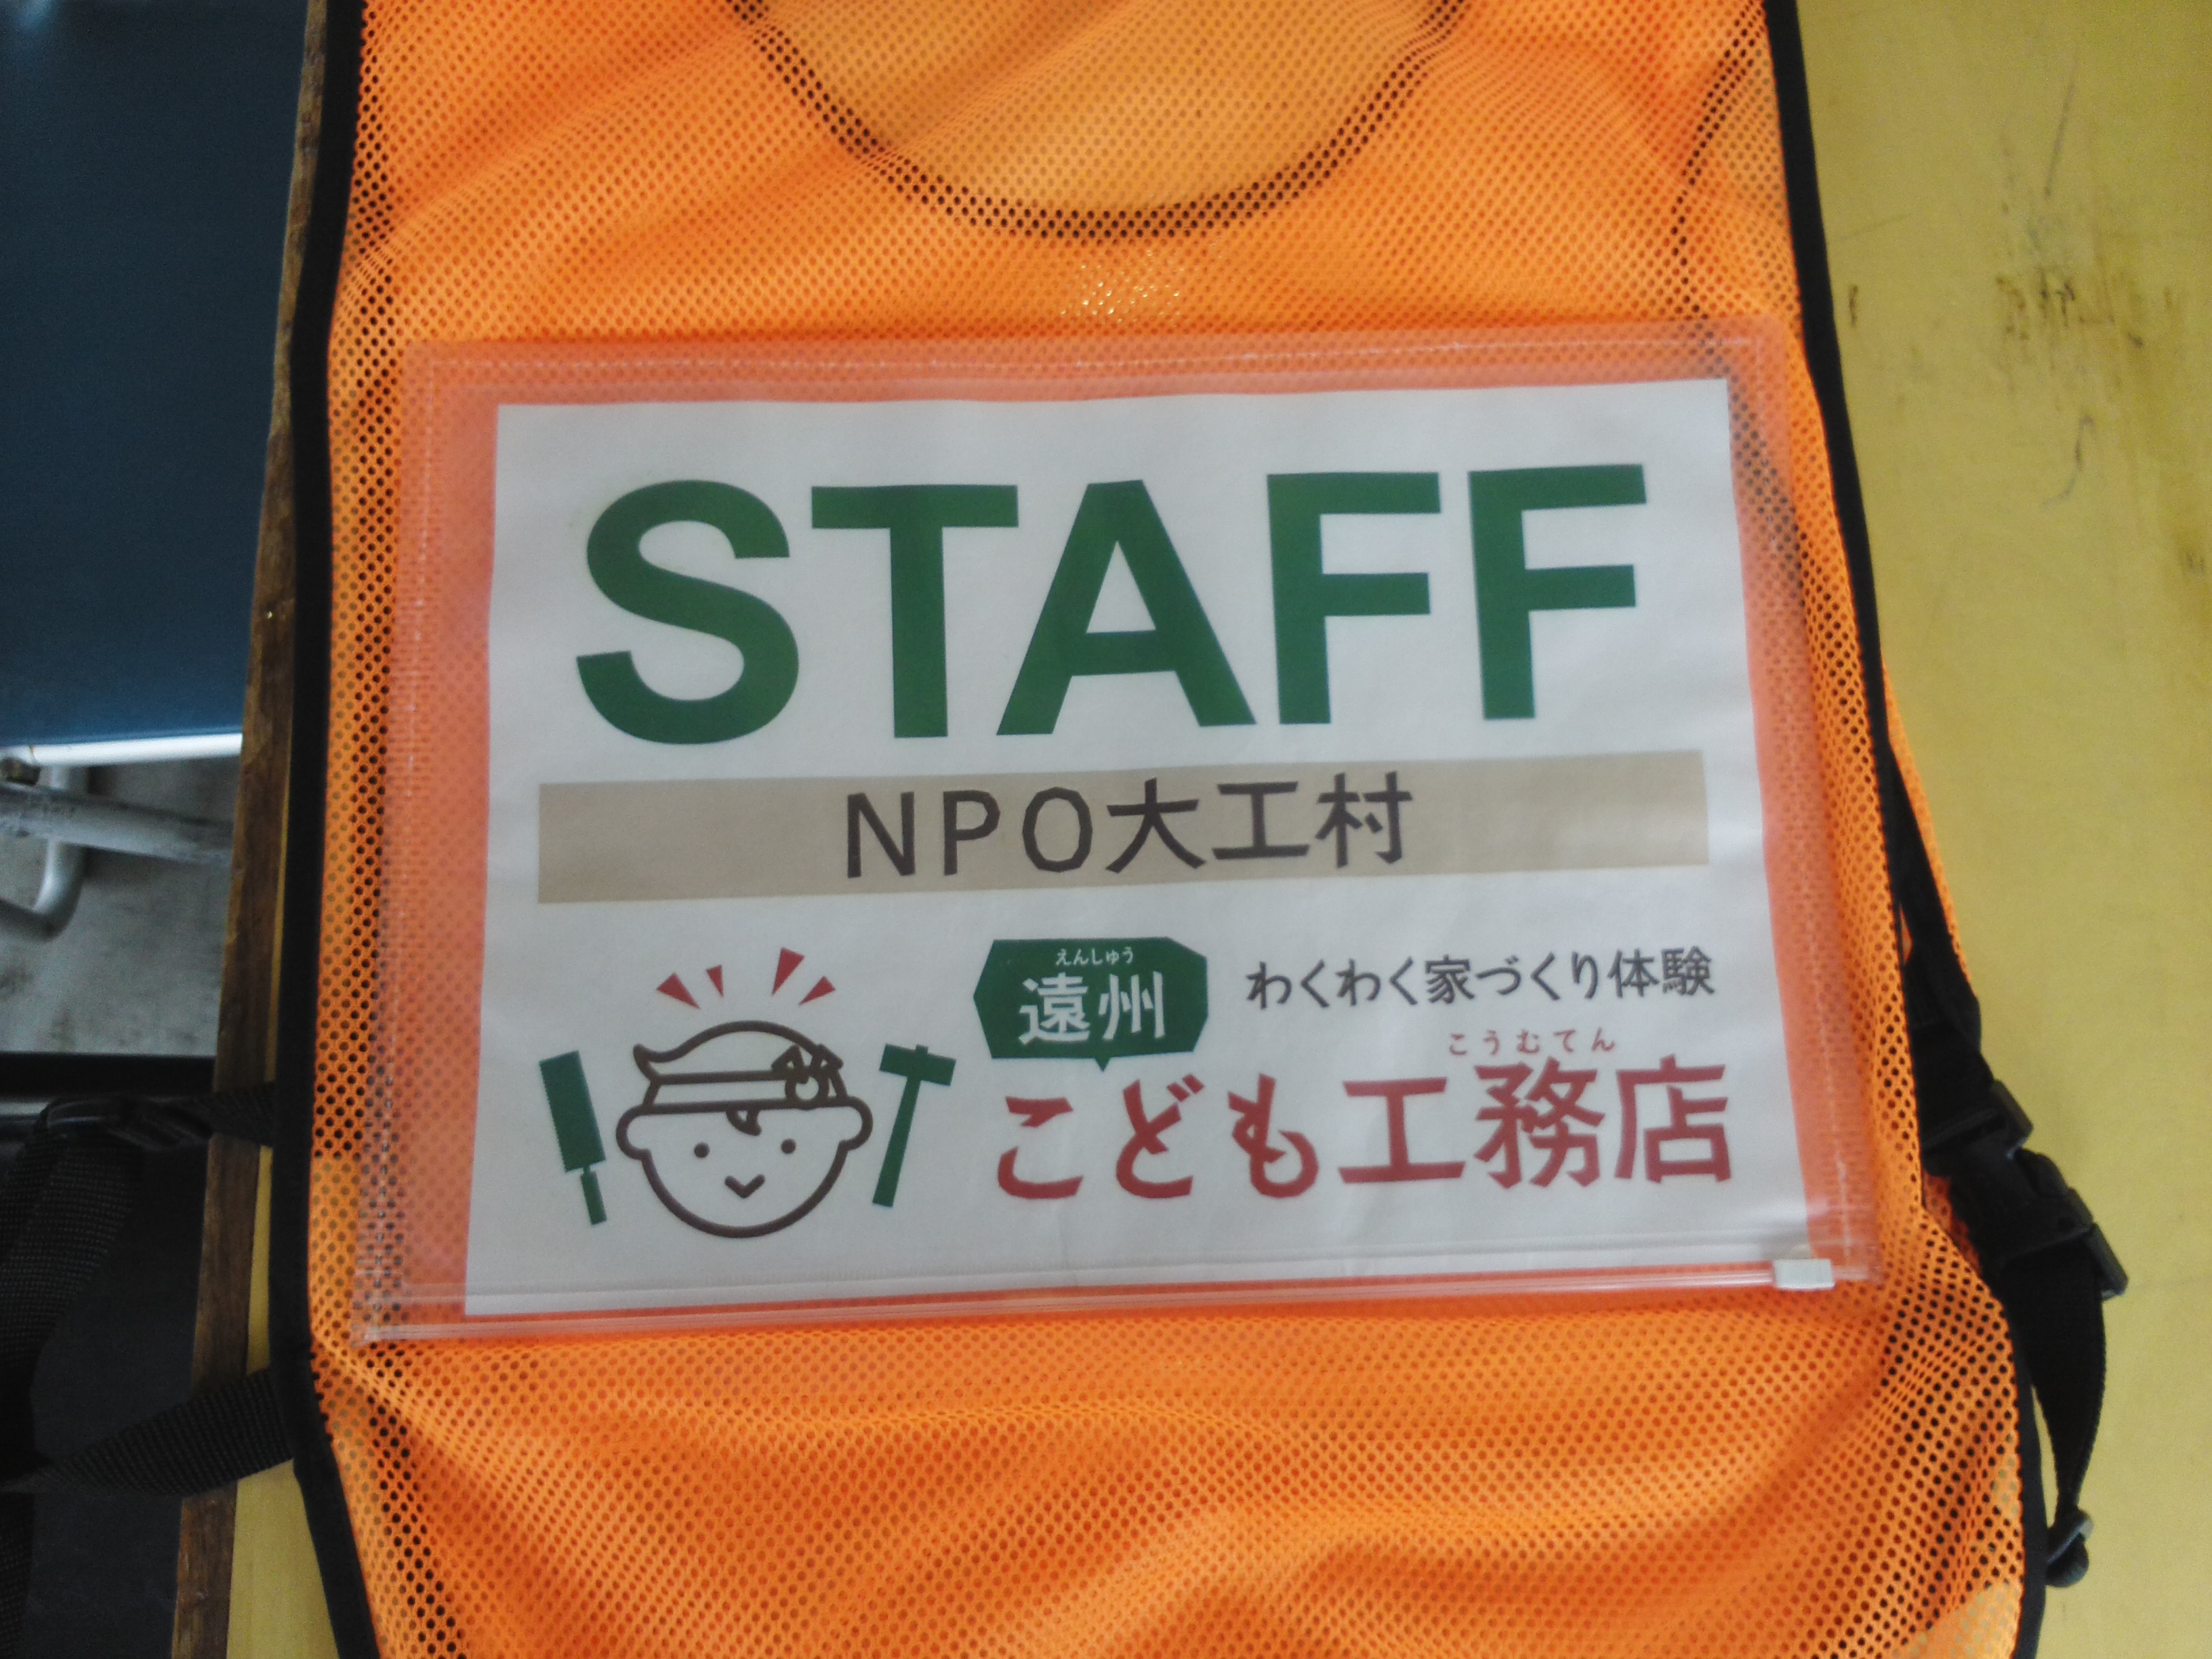 STAFF
NPO大工村
えんしゅう
遠州
わくわく家づくり体験
こうむてん
こども工務店